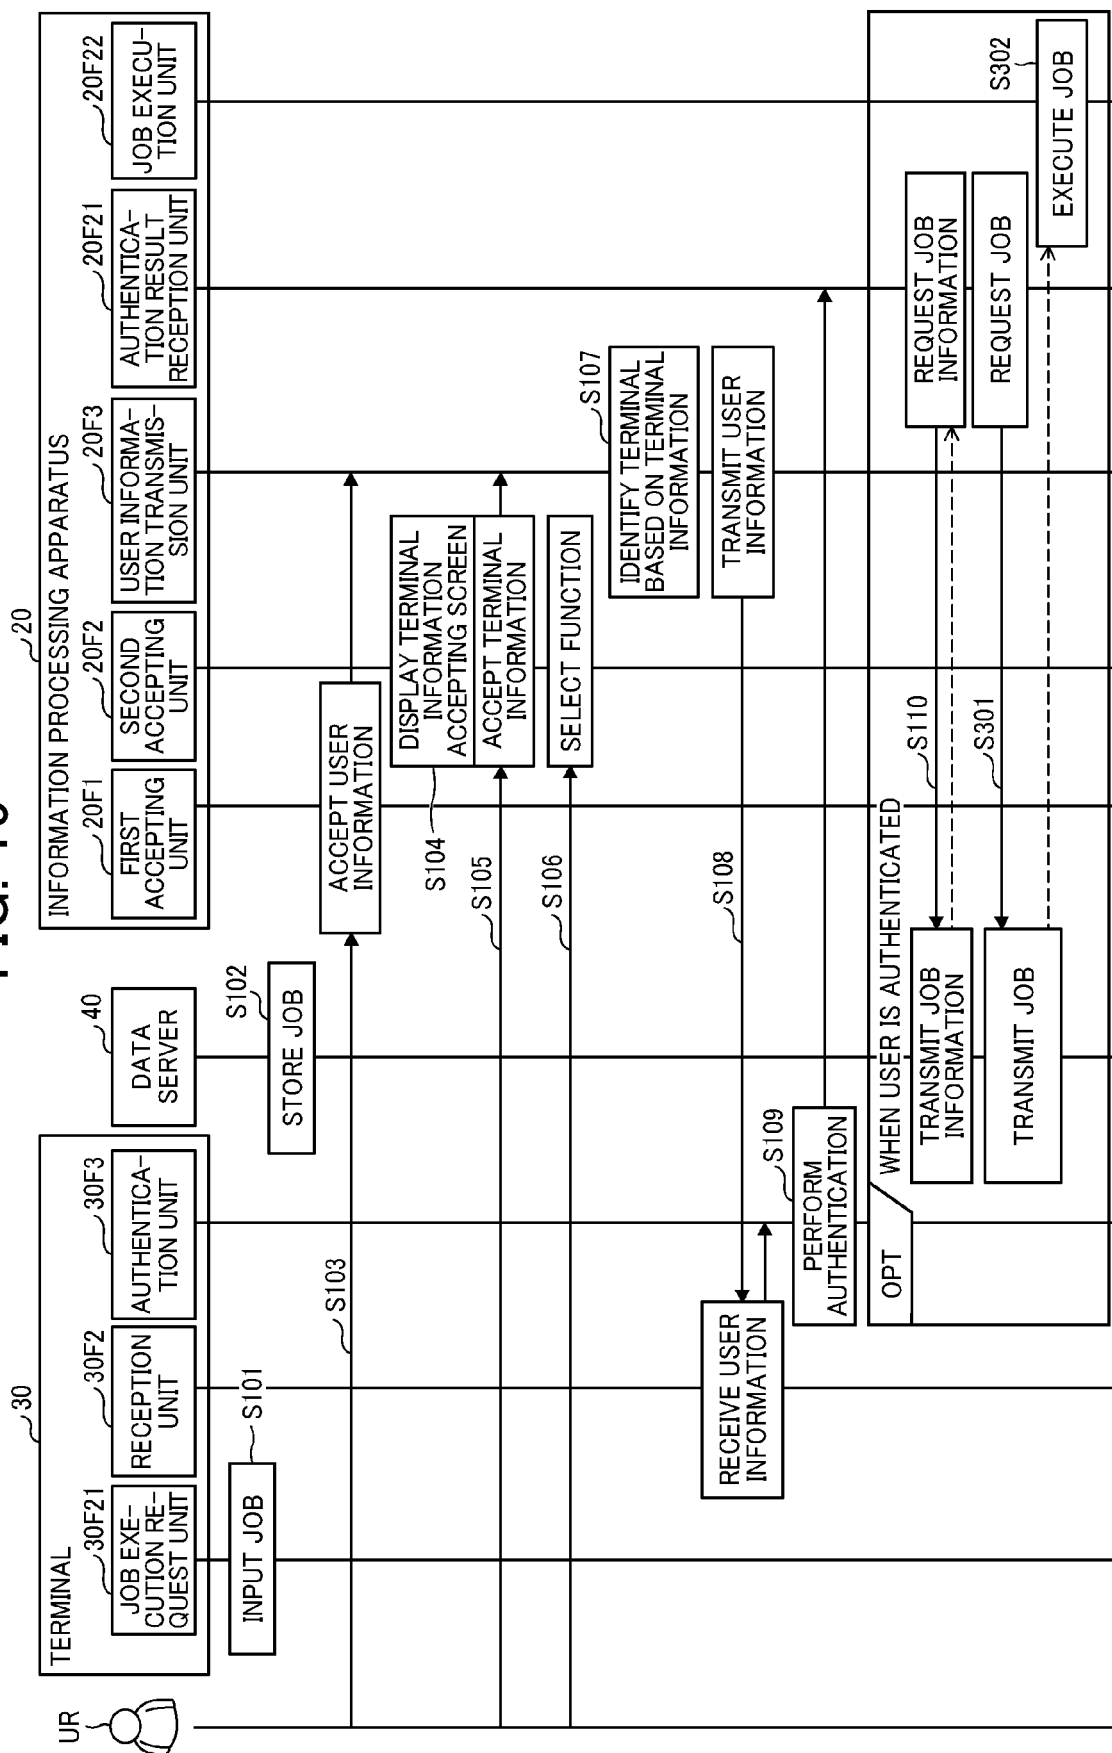 UR
30
TERMINAL
30F21
JOB EXE-
CUTION RE-
QUEST UNIT
30F2
RECEPTION
UNIT
30F3
AUTHENTICA-
TION UNIT
40
DATA
SERVER
20
INFORMATION PROCESSING APPARATUS
20F1
FIRST
ACCEPTING
UNIT
20F2
SECOND
ACCEPTING
UNIT
20F3
USER INFORMA-
TION TRANSMIS-
SION UNIT
20F21
AUTHENTICA-
TION RESULT
RECEPTION UNIT
20F22
JOB EXECU-
TION UNIT
INPUT JOB
S101
STORE JOB
S102
S103
ACCEPT USER
INFORMATION
S104
DISPLAY TERMINAL
INFORMATION
ACCEPTING SCREEN
S105
ACCEPT TERMINAL
INFORMATION
S106
SELECT FUNCTION
S107
IDENTIFY TERMINAL
BASED ON TERMINAL
INFORMATION
TRANSMIT USER
INFORMATION
S108
RECEIVE USER
INFORMATION
S109
PERFORM
AUTHENTICATION
OPT
WHEN USER IS AUTHENTICATED
S110
REQUEST JOB
INFORMATION
TRANSMIT JOB
INFORMATION
S301
REQUEST JOB
TRANSMIT JOB
S302
EXECUTE JOB